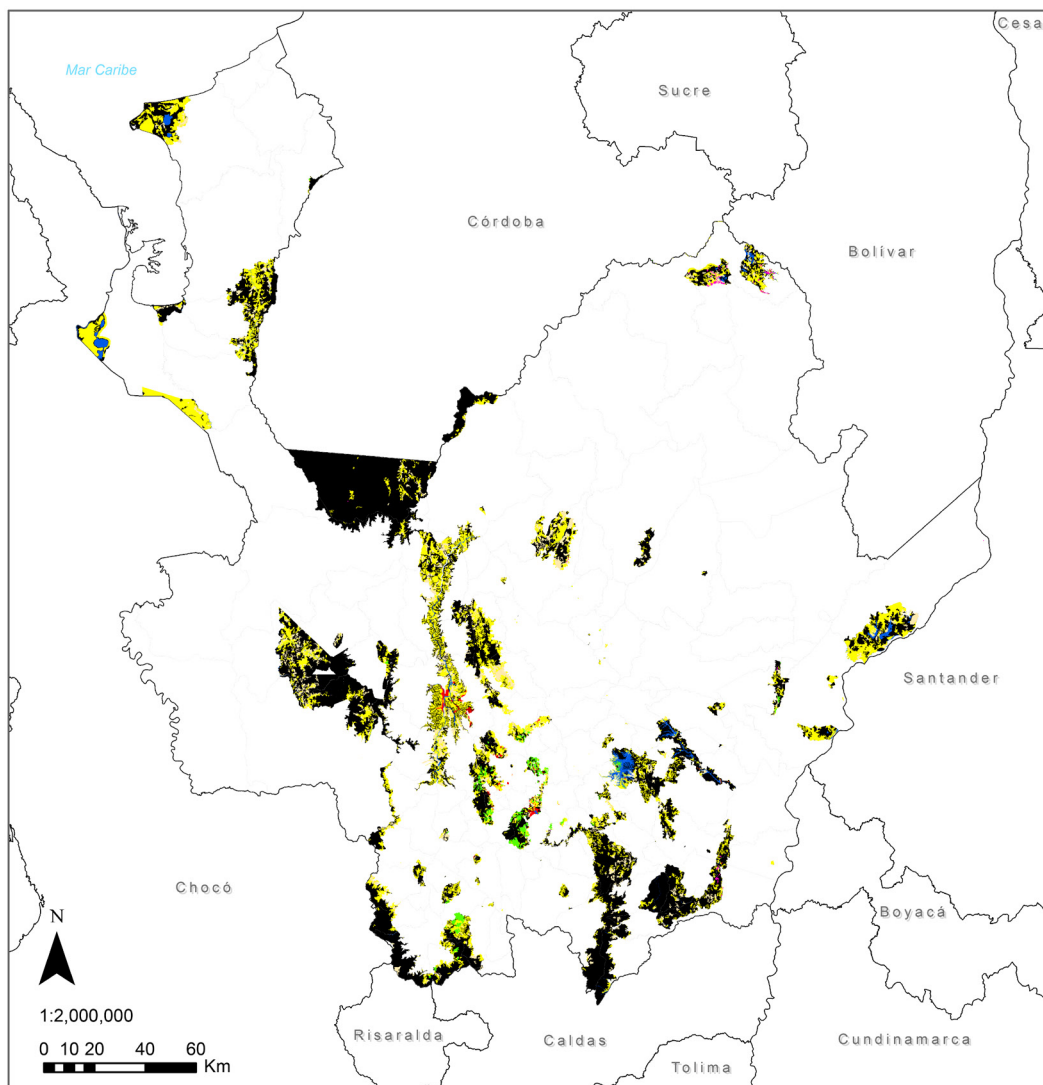 Cesa
Mar Caribe
Sucre
Córdoba
Bolívar
Santander
Chocó
Boyacá
N
1:2,000,000
Risaralda
Caldas
Cundinamarca
0 10 20 40 60
Km
Tolima